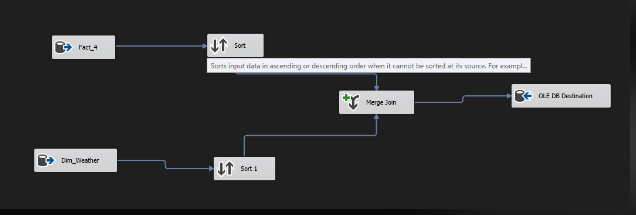 Fact_4
Sort
Sorts input data in ascending or descending order when it cannot be sorted at its source. For exampl...
Merge Join
OLE DB Destination
Dim_Weather
Sort 1